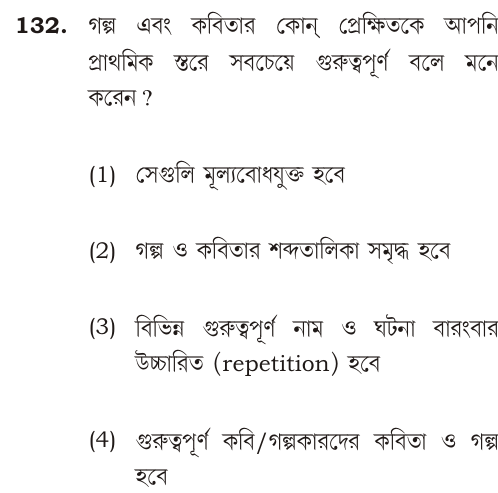 132. গল্প এবং কবিতার কোন্ প্রেক্ষিতকে আপনি
প্রাথমিক স্তরে সবচেয়ে গুরুত্বপূর্ণ বলে মনে
করেন ?
(1) সেগুলি মূল্যবোধযুক্ত হবে
(2) গল্প ও কবিতার শব্দতালিকা সমৃদ্ধ হবে
(3) বিভিন্ন গুরুত্বপূর্ণ নাম ও ঘটনা বারংবার
উচ্চারিত (repetition) হবে
(4) গুরুত্বপূর্ণ কবি/গল্পকারদের কবিতা ও গল্প
হবে